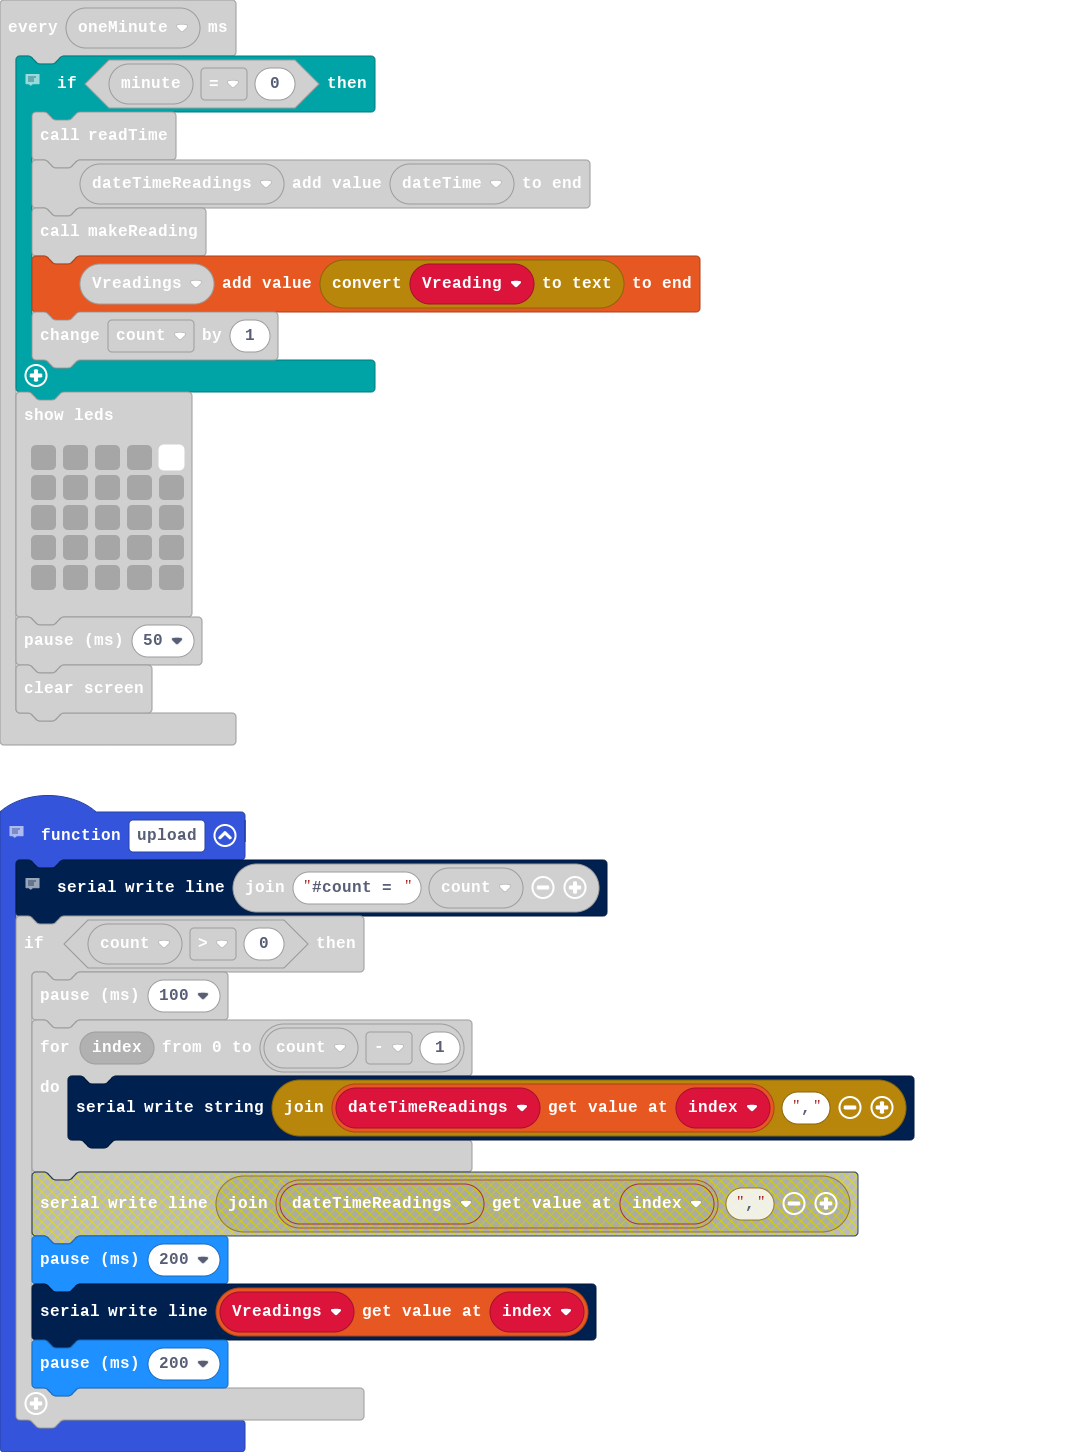 every oneMinute ms
if minute = 0 then
call readTime
dateTimeReadings add value dateTime to end
call makeReading
Vreadings add value convert Vreading to text to end
change count by 1
show leds
pause (ms) 50
clear screen
function upload
serial write line join "#count = " count
if count > 0 then
pause (ms) 100
for index from 0 to count - 1
do
serial write string join dateTimeReadings get value at index ","
serial write line join dateTimeReadings get value at index ","
pause (ms) 200
serial write line Vreadings get value at index
pause (ms) 200